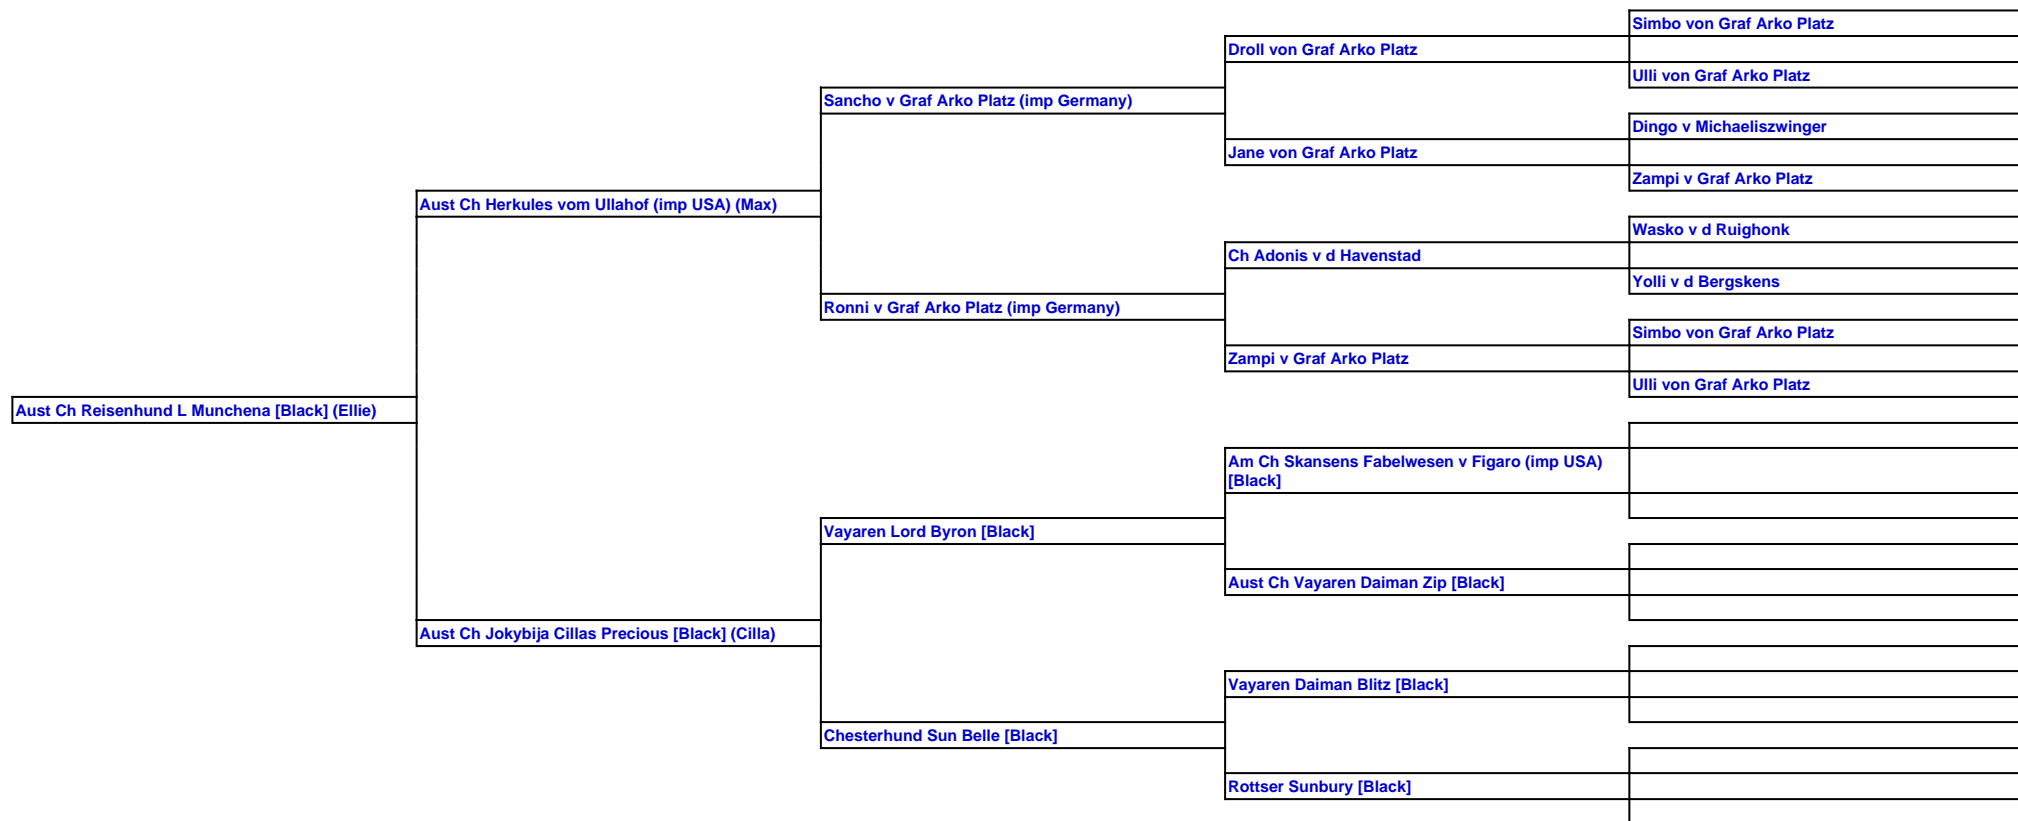 Simbo von Graf Arko Platz
Droll von Graf Arko Platz
Ulli von Graf Arko Platz
Sancho v Graf Arko Platz (imp Germany)
Dingo v Michaeliszwinger
Jane von Graf Arko Platz
Zampi v Graf Arko Platz
Aust Ch Herkules vom Ullahof (imp USA) (Max)
Wasko v d Ruighonk
Ch Adonis v d Havenstad
Yolli v d Bergskens
Ronni v Graf Arko Platz (imp Germany)
Simbo von Graf Arko Platz
Zampi v Graf Arko Platz
Ulli von Graf Arko Platz
Aust Ch Reisenhund L Munchena [Black] (Ellie)
Am Ch Skansens Fabelwesen v Figaro (imp USA)
[Black]
Vayaren Lord Byron [Black]
Aust Ch Vayaren Daiman Zip [Black]
Aust Ch Jokybija Cillas Precious [Black] (Cilla)
Vayaren Daiman Blitz [Black]
Chesterhund Sun Belle [Black]
Rottser Sunbury [Black]